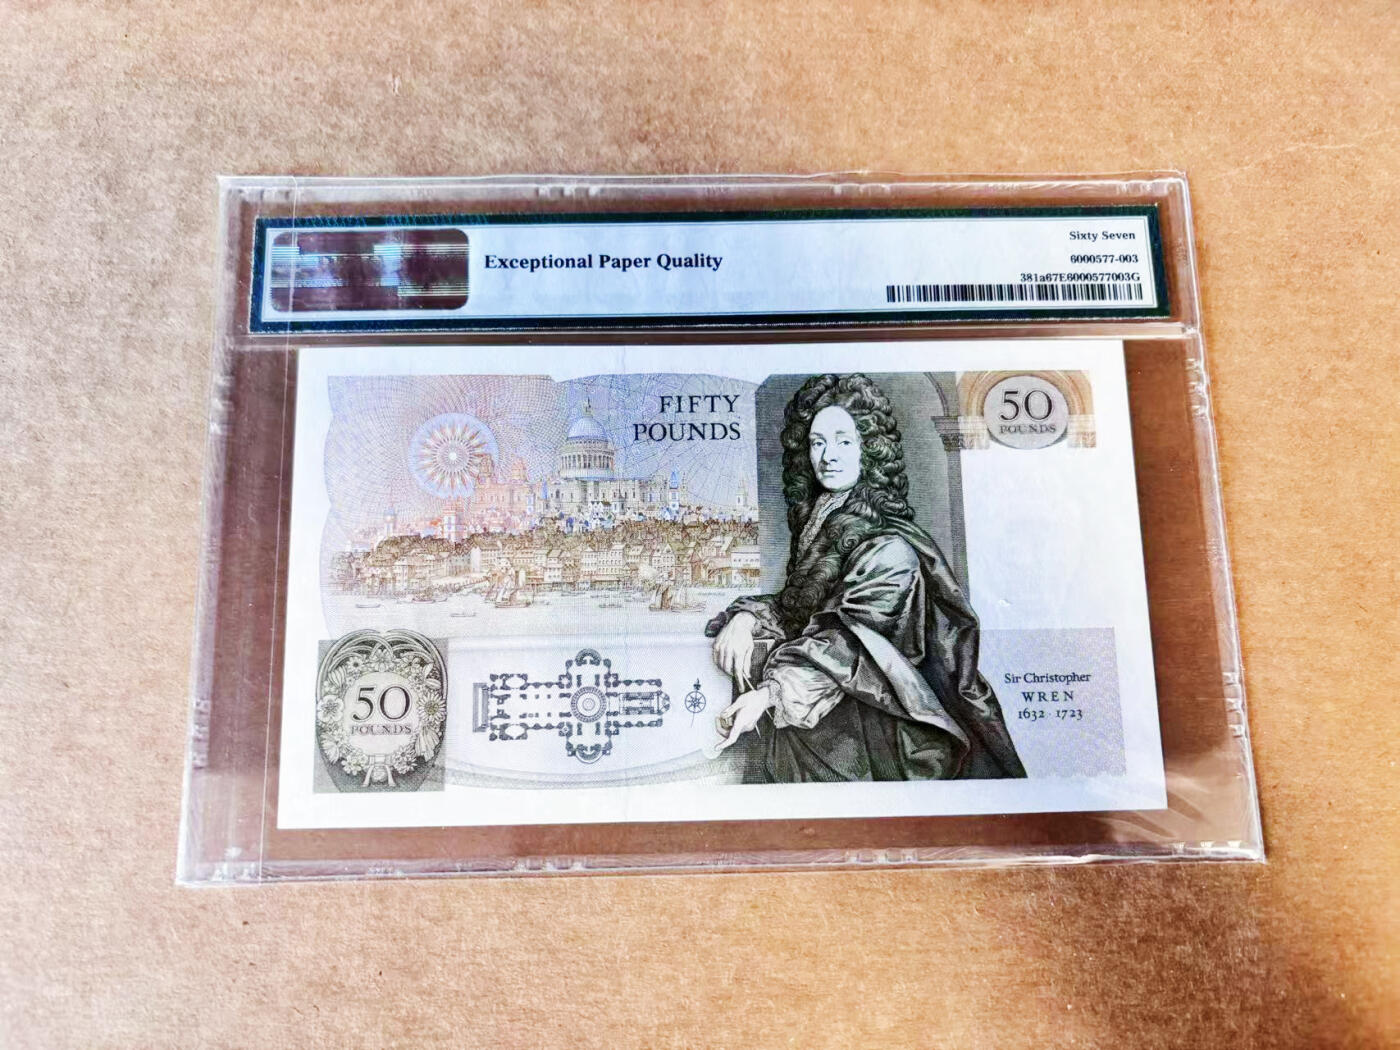 Exceptional Paper Quality
Sixty Seven
6000577-003
381a67E6000577003G
FIFTY
POUNDS
50
POUNDS
50
POUNDS
Sir Christopher
WREN
1632 · 1723